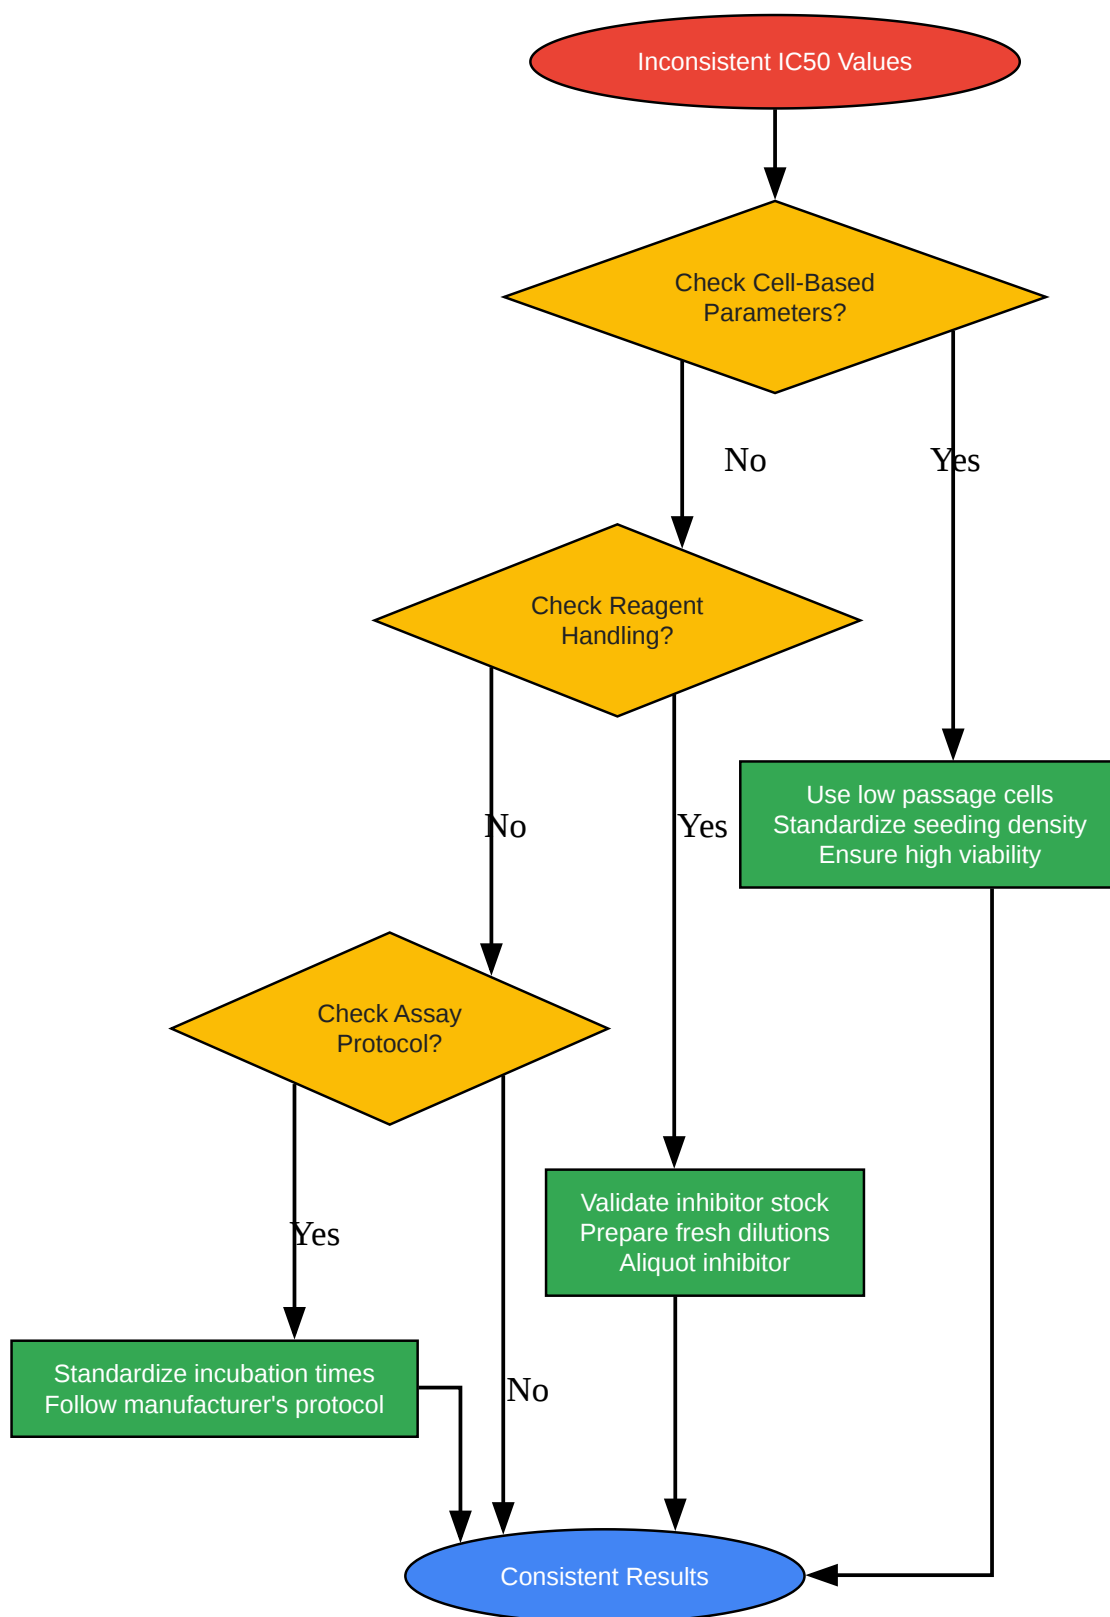 Inconsistent IC50 Values
Check Cell-Based
Parameters?
No
Yes
Check Reagent
Handling?
Use low passage cells
Standardize seeding density
Ensure high viability
No
Yes
Check Assay
Protocol?
Validate inhibitor stock
Prepare fresh dilutions
Aliquot inhibitor
Yes
Standardize incubation times
Follow manufacturer's protocol
No
Consistent Results